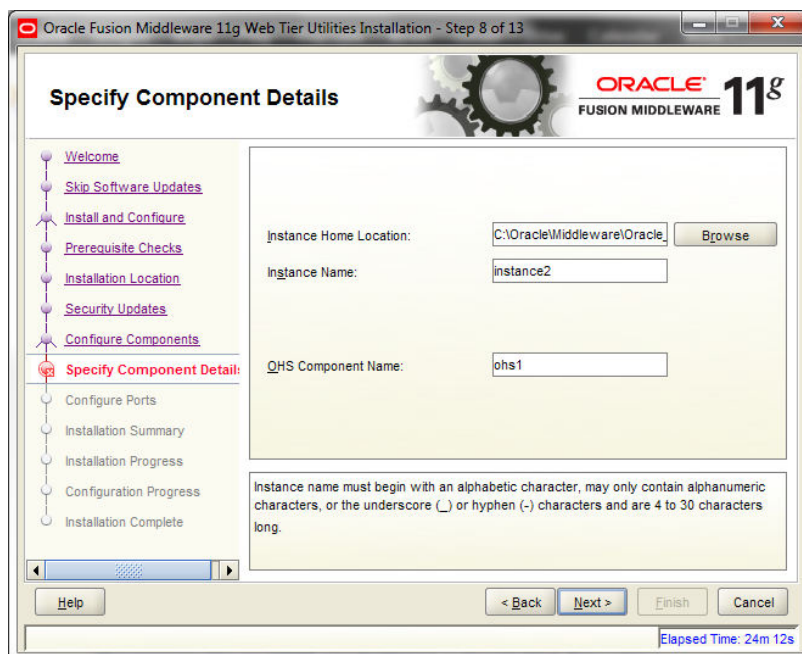 Oracle Fusion Middleware 11g Web Tier Utilities Installation - Step 8 of 13
Specify Component Details
ORACLE
FUSION MIDDLEWARE
11g
Welcome
Skip Software Updates
Install and Configure
Prerequisite Checks
Installation Location
Security Updates
Configure Components
Specify Component Details
Configure Ports
Installation Summary
Installation Progress
Configuration Progress
Installation Complete
Instance Home Location:
C:\Oracle\Middleware\Oracle_
Browse
Instance Name:
instance2
OHS Component Name:
ohs1
Instance name must begin with an alphabetic character, may only contain alphanumeric
characters, or the underscore (_) or hyphen (-) characters and are 4 to 30 characters
long.
Help
< Back
Next >
Finish
Cancel
Elapsed Time: 24m 12s